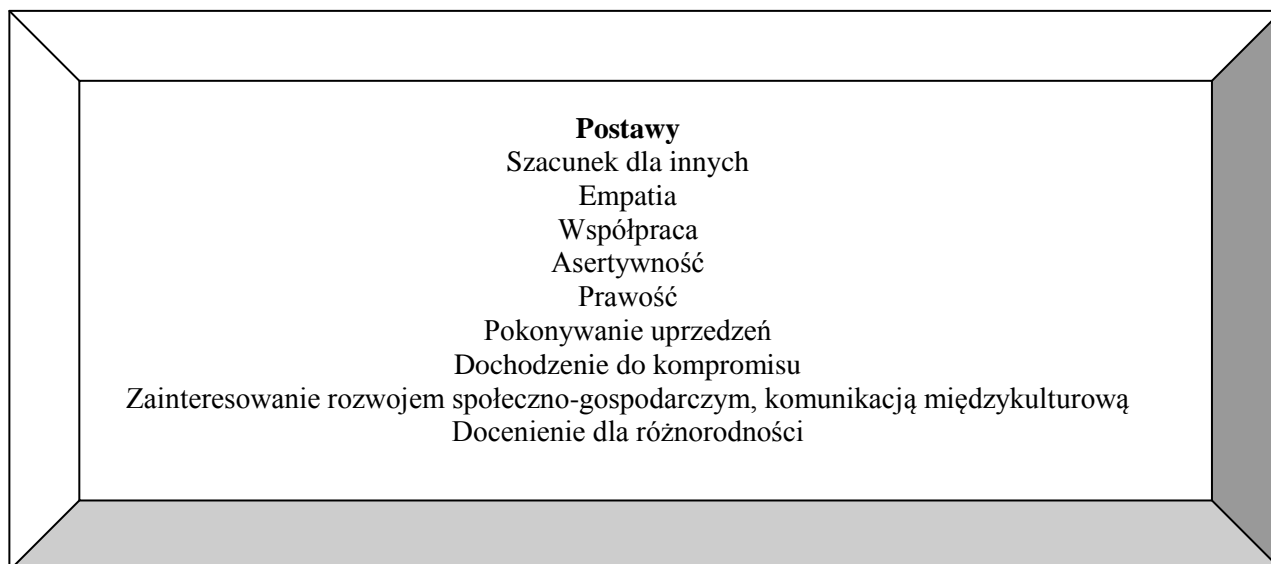 Postawy
Szacunek dla innych
Empatia
Współpraca
Asertywność
Prawość
Pokonywanie uprzedzeń
Dochodzenie do kompromisu
Zainteresowanie rozwojem społeczno-gospodarczym, komunikacją międzykulturową
Docenienie dla różnorodności